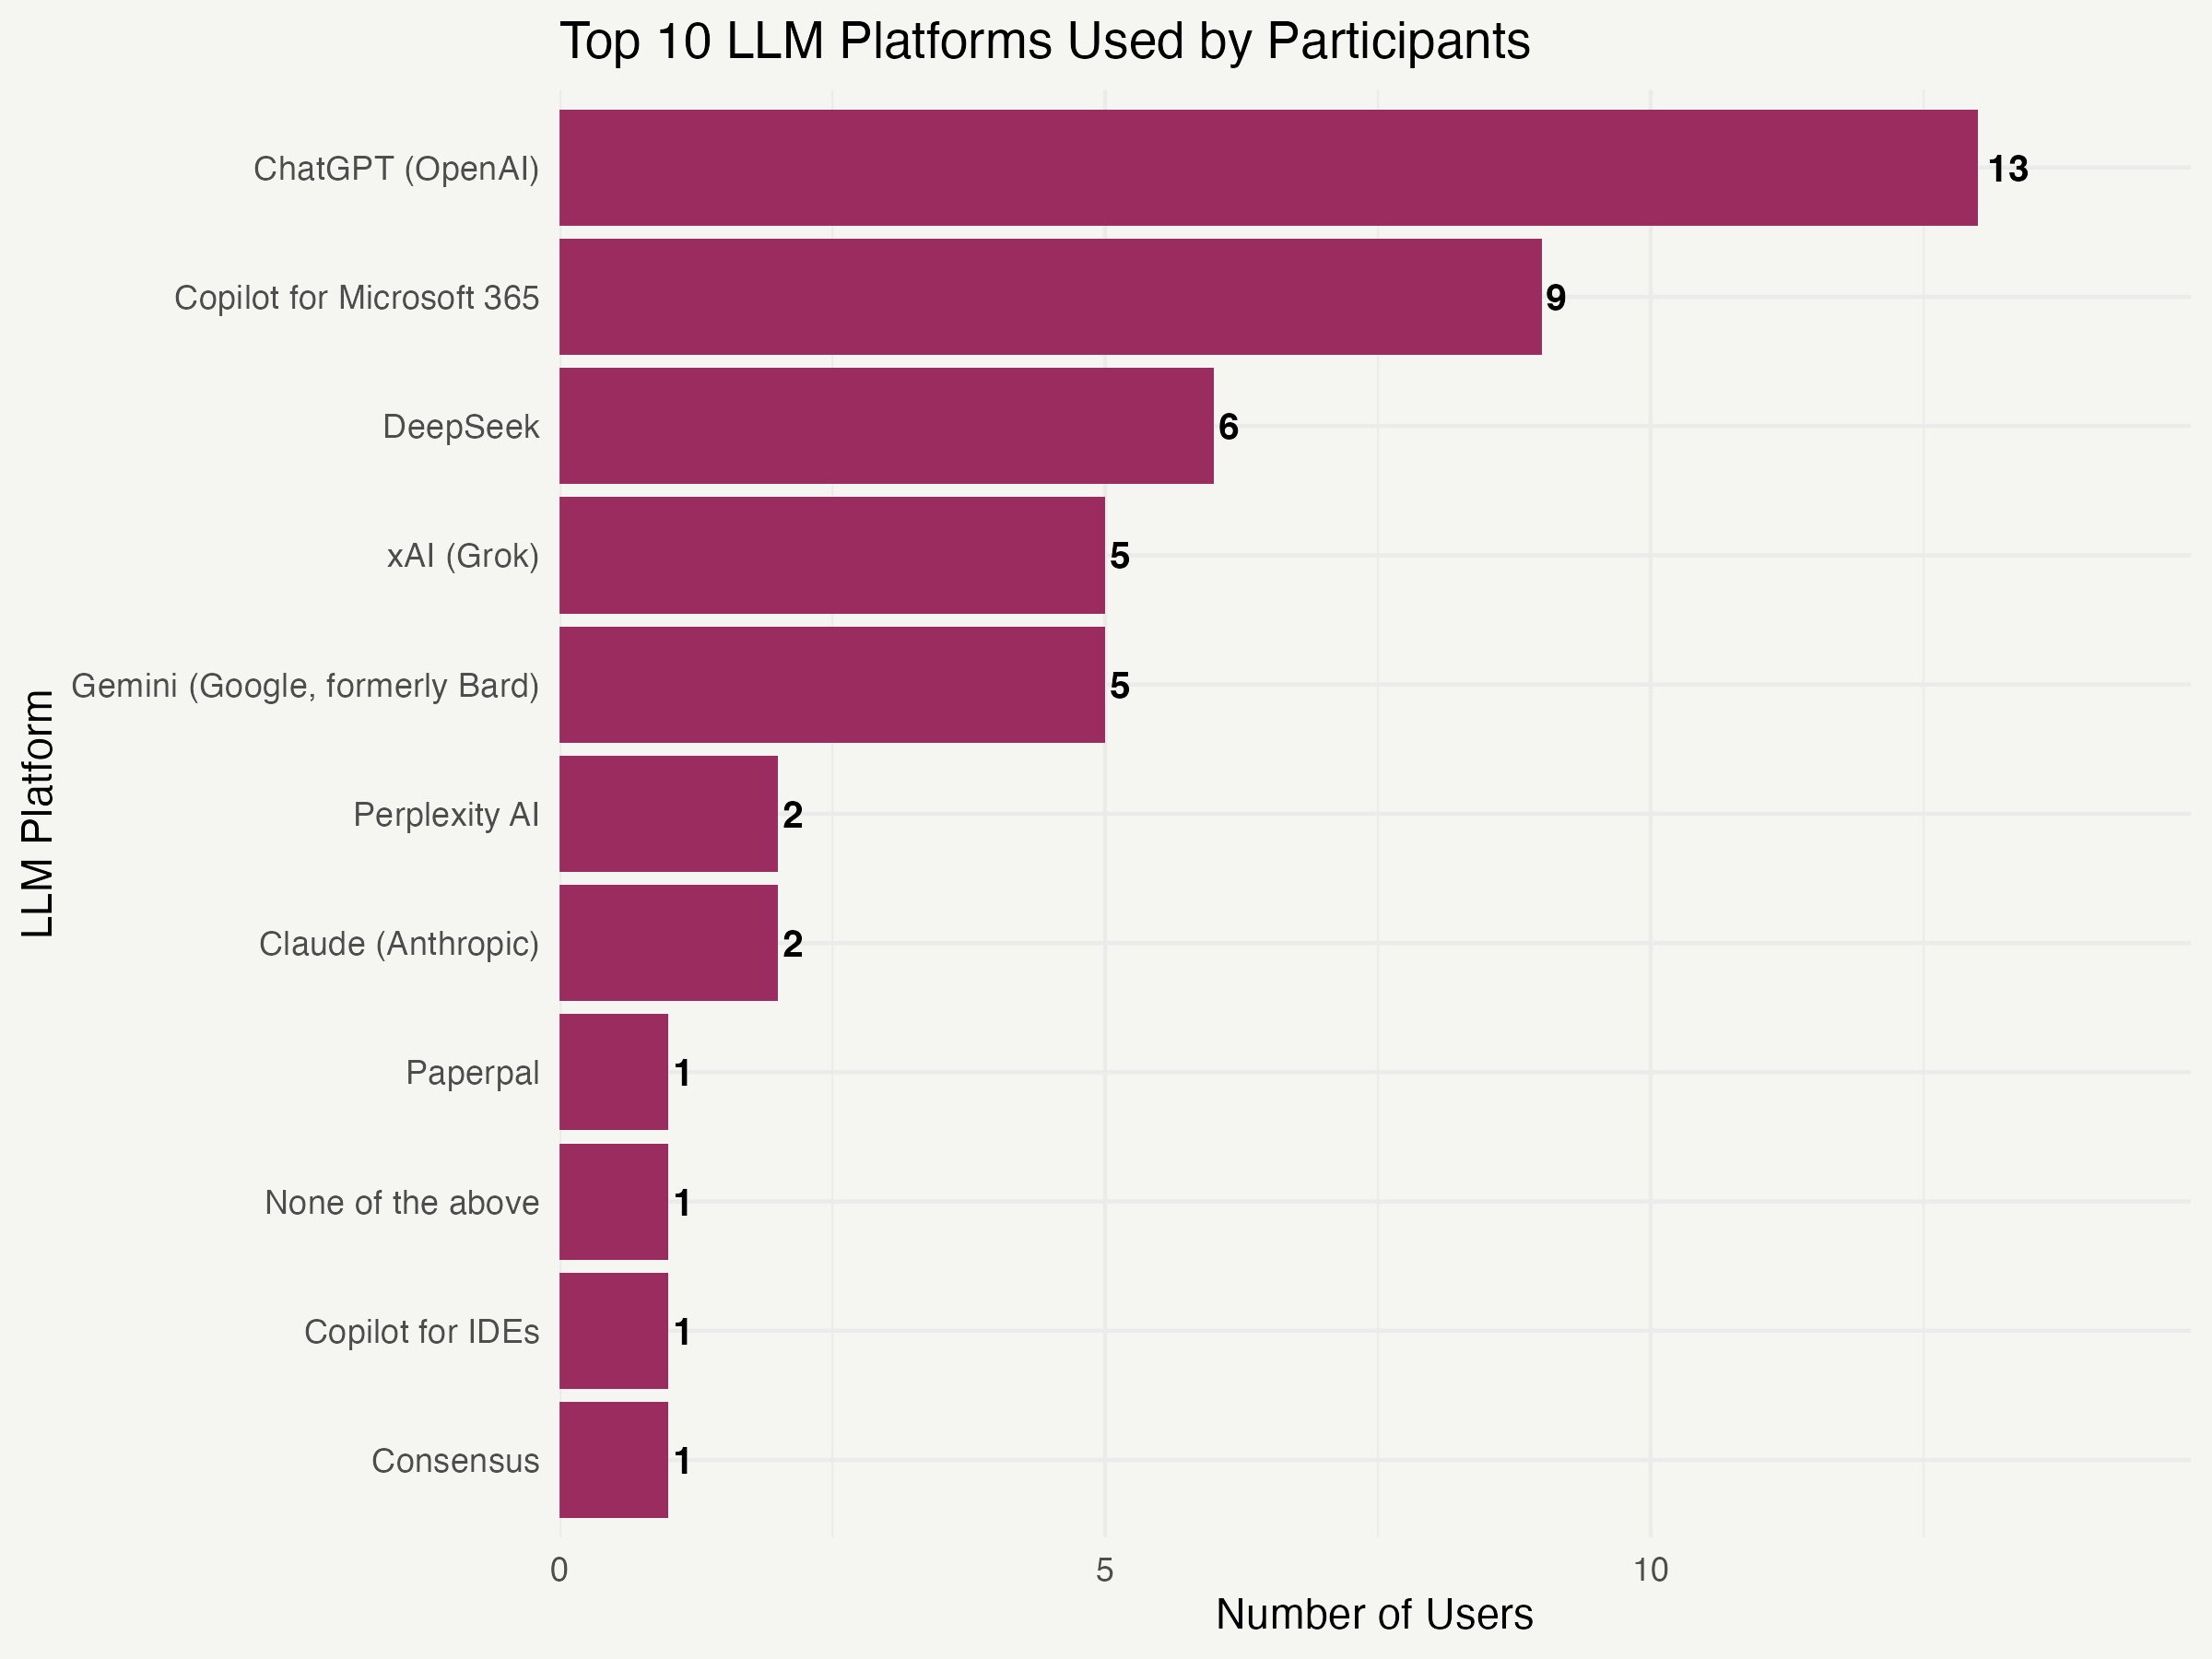 Top 10 LLM Platforms Used by Participants
ChatGPT (OpenAI) 13
Copilot for Microsoft 365 9
DeepSeek 6
xAI (Grok) 5
Gemini (Google, formerly Bard) 5
Perplexity AI 2
Claude (Anthropic) 2
Paperpal 1
None of the above 1
Copilot for IDEs 1
Consensus 1
LLM Platform
0 5 10
Number of Users